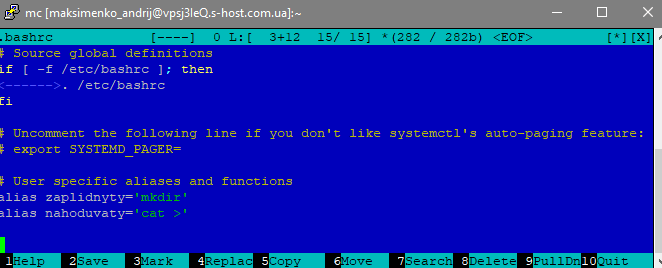 mc [maksimenko_andrij@vpsj3leQ.s-host.com.ua]:~
.bashrc [----] 0 L:[ 3+12 15/ 15] *(282 / 282b) <EOF> [*][X]
# Source global definitions
if [ -f /etc/bashrc ]; then
<------>. /etc/bashrc
fi
# Uncomment the following line if you don't like systemctl's auto-paging feature:
# export SYSTEMD_PAGER=
# User specific aliases and functions
alias zaplidnyty='mkdir'
alias nahoduvaty='cat >'
1Help 2Save 3Mark 4Replac 5Copy 6Move 7Search 8Delete 9PullDn 10Quit